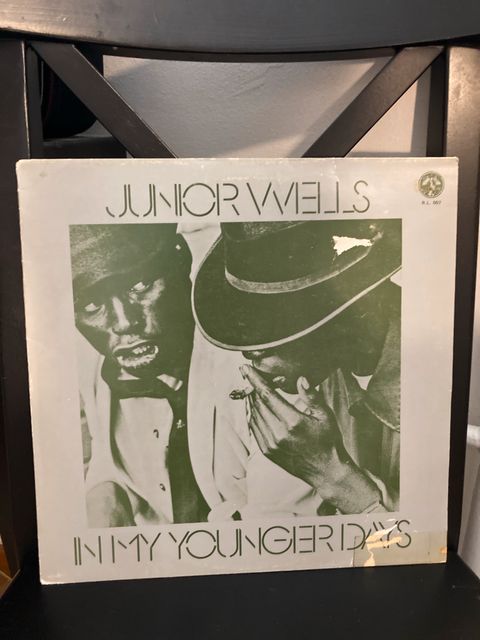 JUNIOR WELLS
R.L. 007
IN MY YOUNGER DAYS